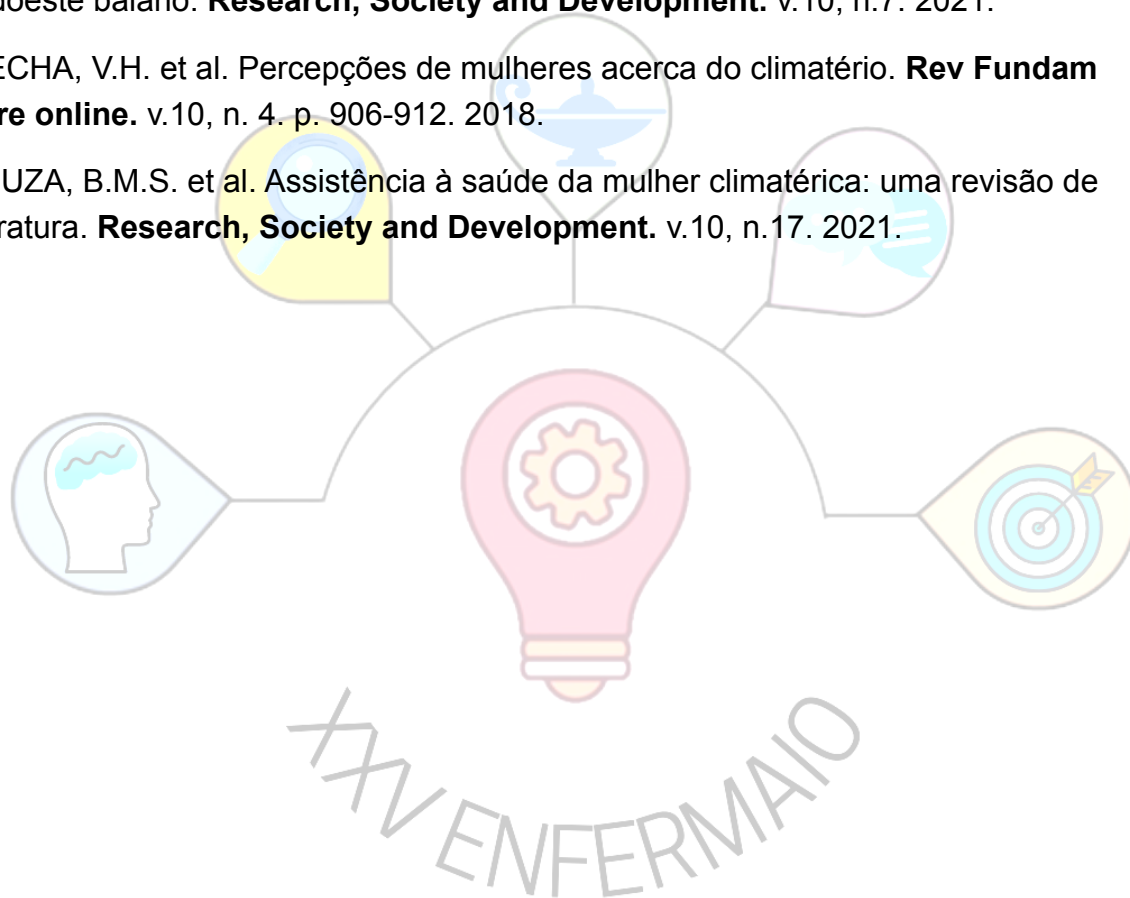 doeste baiano. Research, Society and Development. v.10, n.7. 2021.
ECHA, V.H. et al. Percepções de mulheres acerca do climatério. Rev Fundam
re online. v.10, n. 4. p. 906-912. 2018.
UZA, B.M.S. et al. Assistência à saúde da mulher climatérica: uma revisão de
ratura. Research, Society and Development. v.10, n.17. 2021.
XXV ENFERMAIO